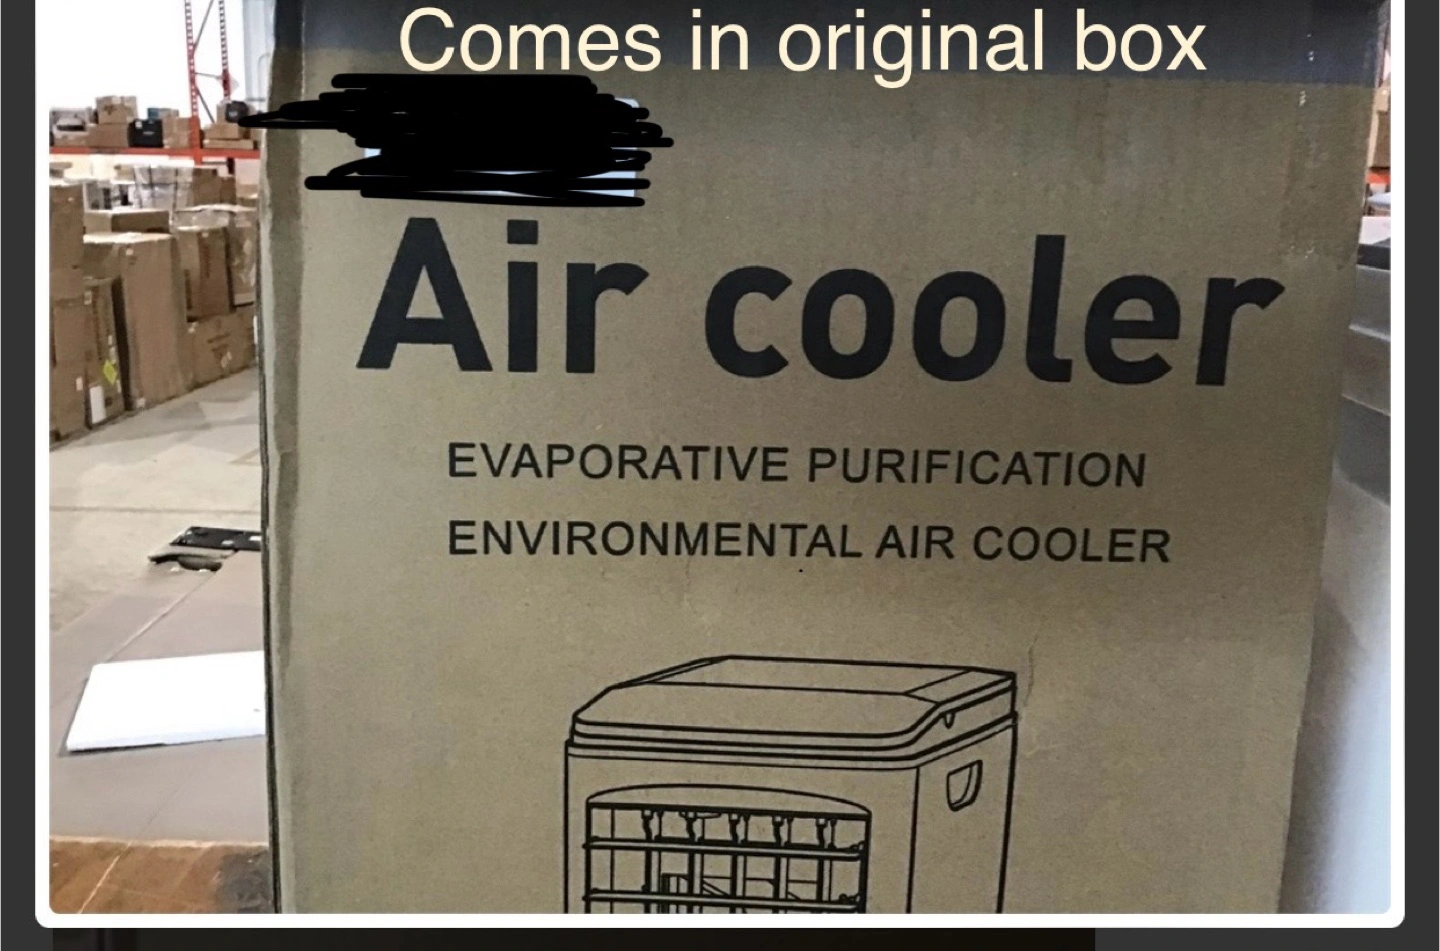 Comes in original box
Air cooler
EVAPORATIVE PURIFICATION
ENVIRONMENTAL AIR COOLER